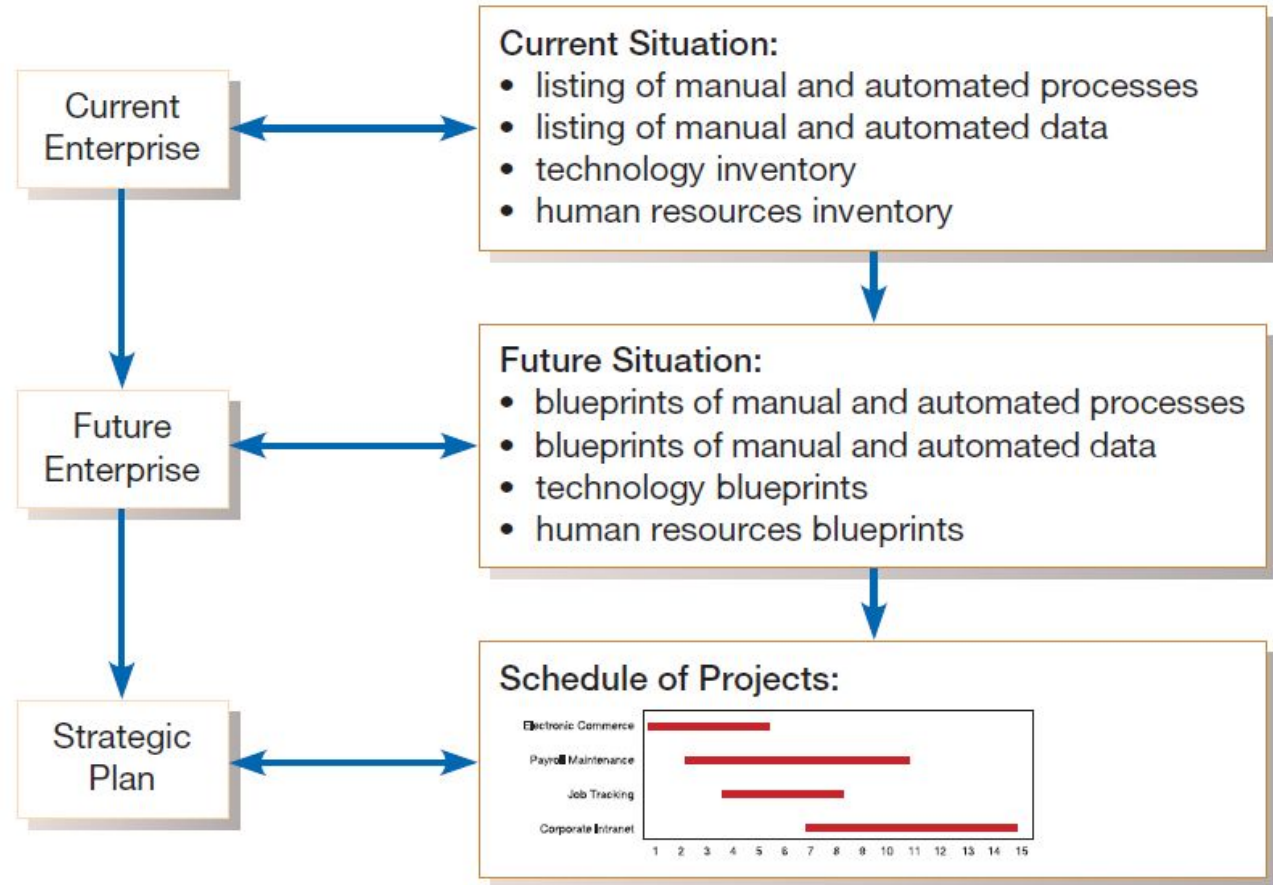 Current
Enterprise
Current Situation:
• listing of manual and automated processes
• listing of manual and automated data
• technology inventory
• human resources inventory
Future
Enterprise
Future Situation:
• blueprints of manual and automated processes
• blueprints of manual and automated data
• technology blueprints
• human resources blueprints
Strategic
Plan
Schedule of Projects:
Electronic Commerce
Payroll Maintenance
Job Tracking
Corporate Intranet
1 2 3 4 5 6 7 8 9 10 11 12 13 14 15